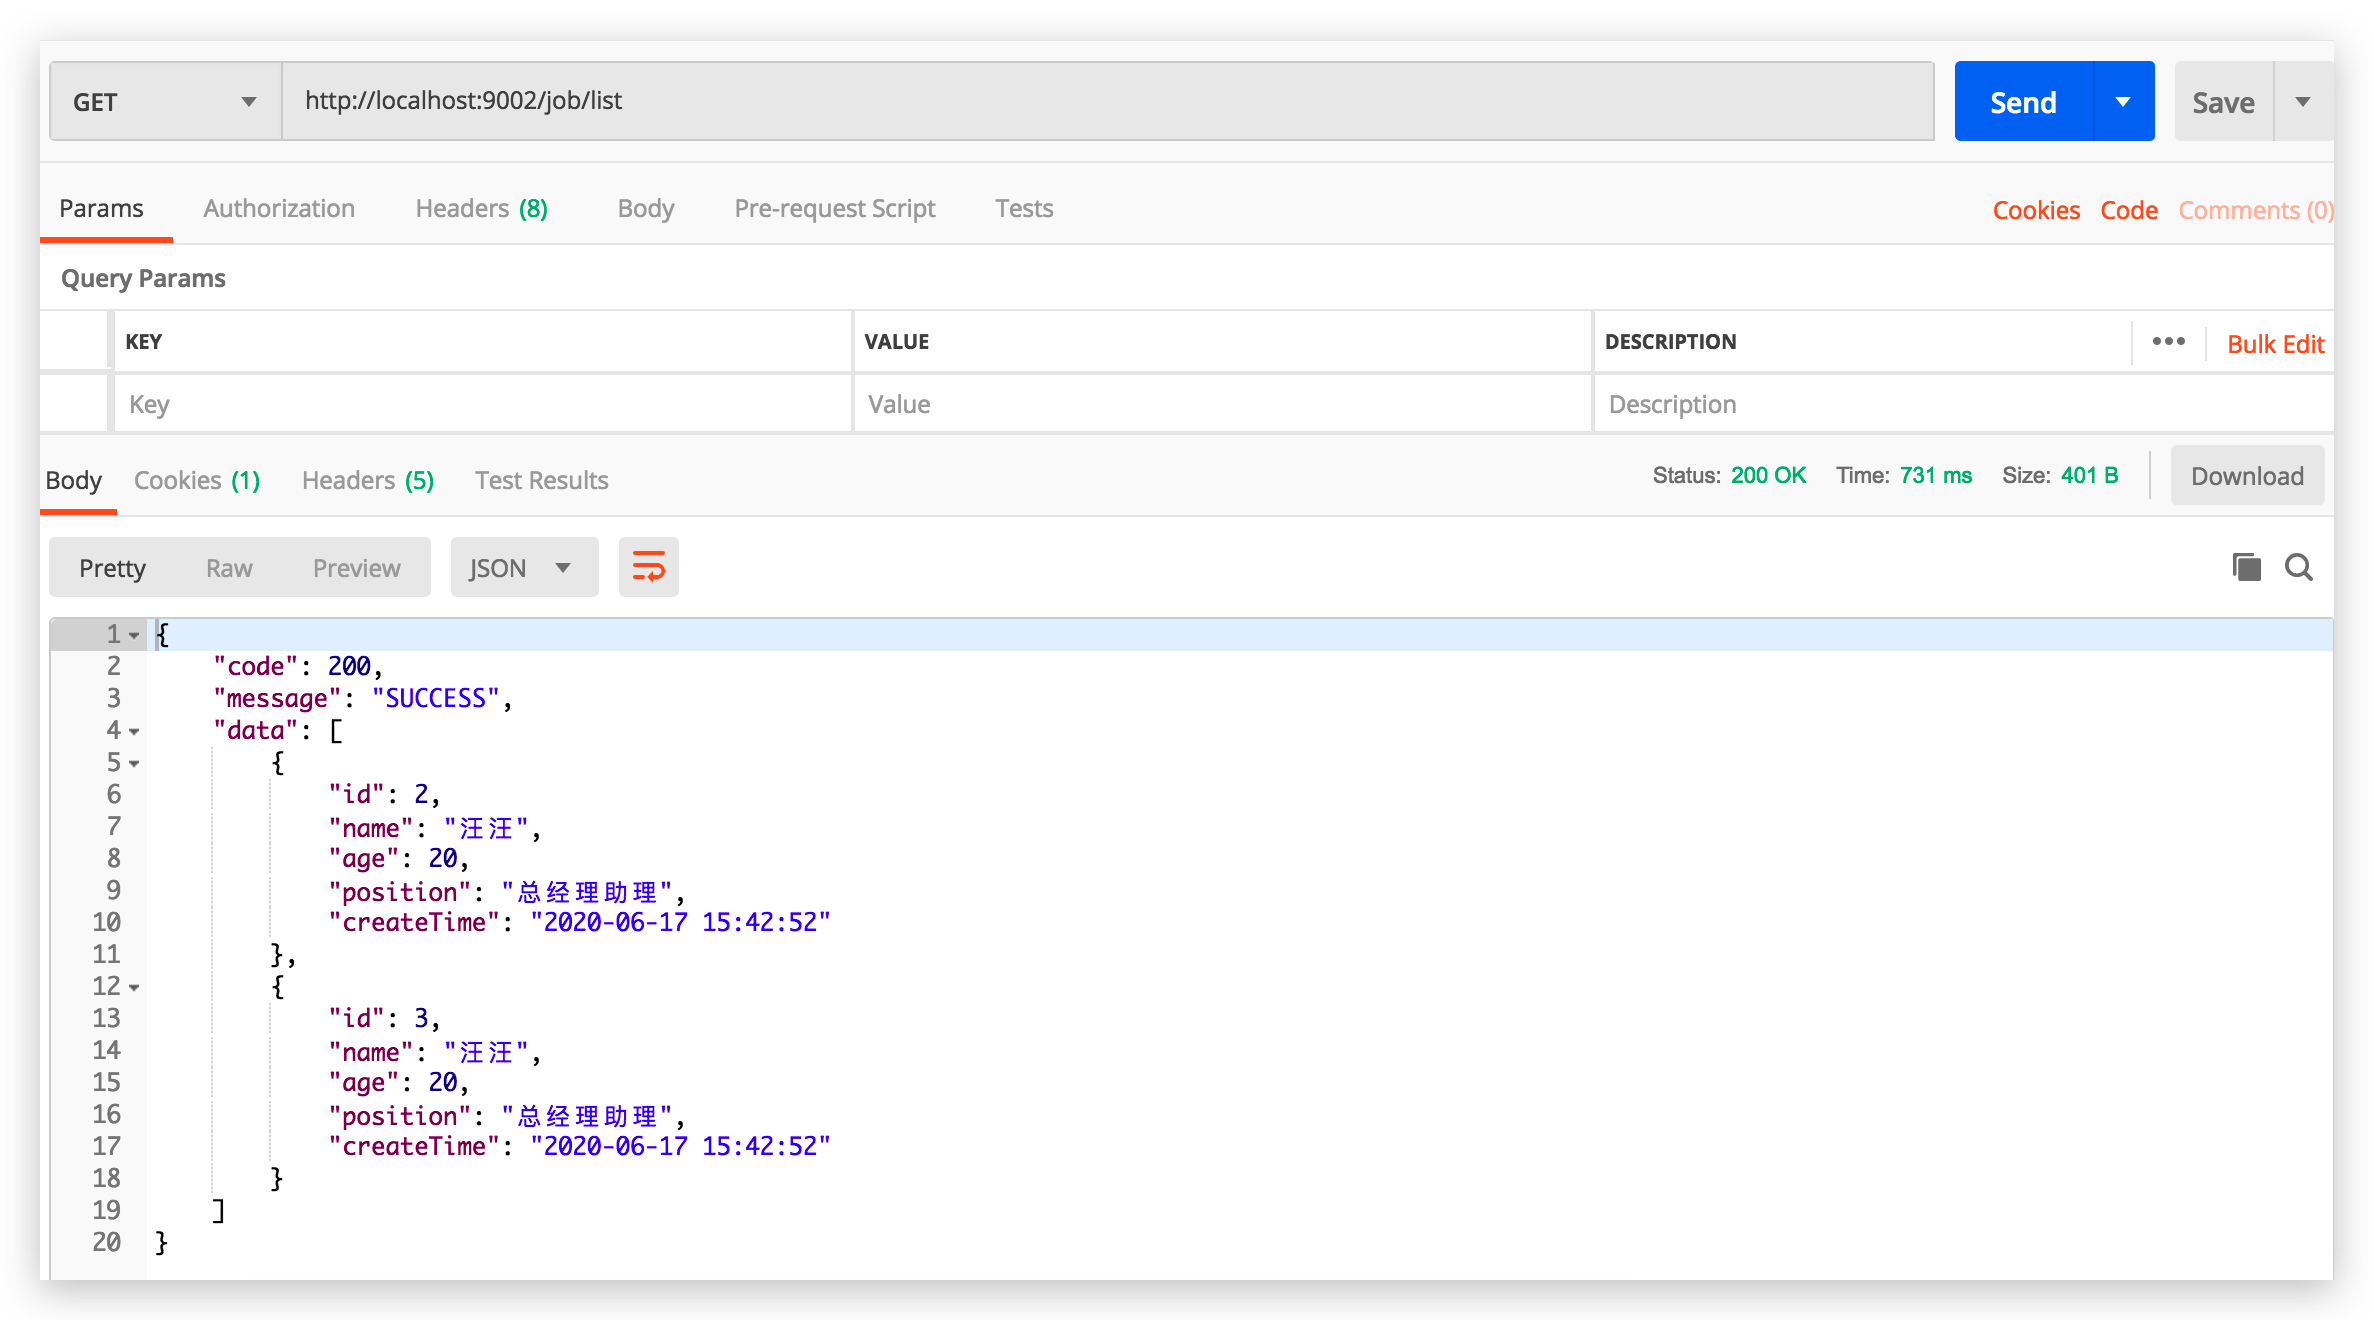 GET http://localhost:9002/job/list Send Save
Params Authorization Headers (8) Body Pre-request Script Tests Cookies Code Comments (0)
Query Params
KEY VALUE DESCRIPTION ••• Bulk Edit
Key Value Description
Body Cookies (1) Headers (5) Test Results Status: 200 OK Time: 731 ms Size: 401 B Download
Pretty Raw Preview JSON
1 {
2 "code": 200,
3 "message": "SUCCESS",
4 "data": [
5 {
6 "id": 2,
7 "name": "汪汪",
8 "age": 20,
9 "position": "总经理助理",
10 "createTime": "2020-06-17 15:42:52"
11 },
12 {
13 "id": 3,
14 "name": "汪汪",
15 "age": 20,
16 "position": "总经理助理",
17 "createTime": "2020-06-17 15:42:52"
18 }
19 ]
20 }